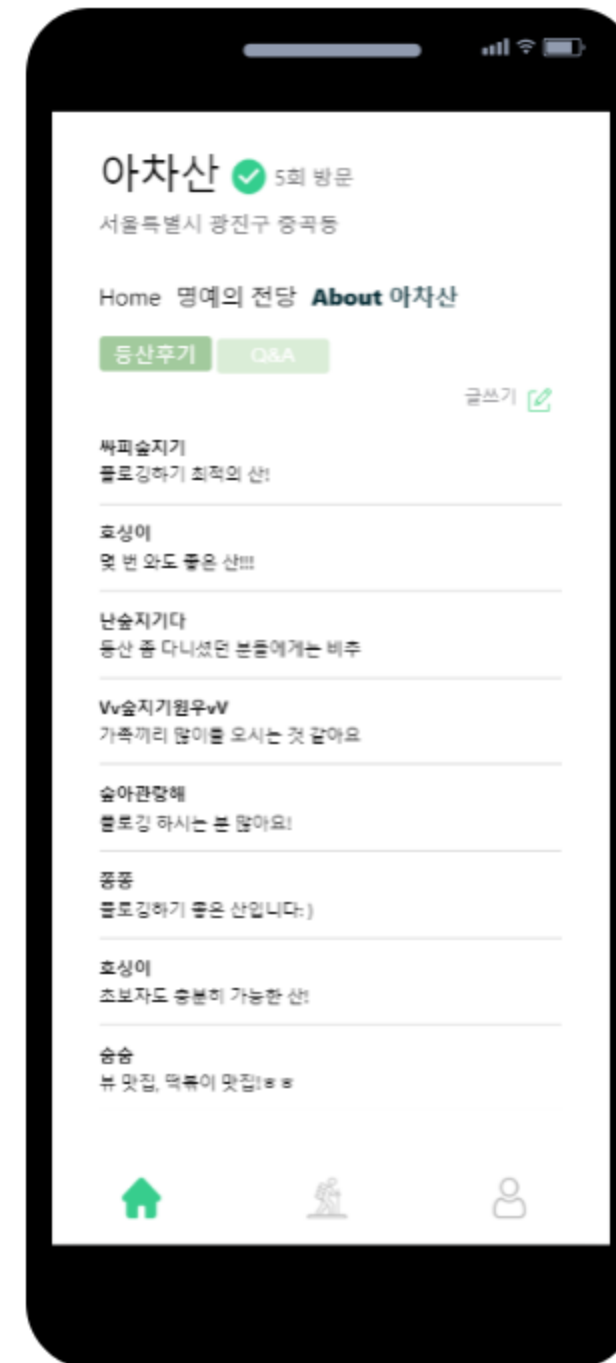 아차산 5회 방문
서울특별시 광진구 중곡동
Home 명예의 전당 About 아차산
등산후기 Q&A
글쓰기
싸피숲지기
플로깅하기 최적의 산!
호싱이
몇 번 와도 좋은 산!!!
난숲지기다
등산 좀 다니셨던 분들에게는 비추
Vv숲지기원우vV
가족끼리 많이들 오시는 것 같아요
숲아관랑해
플로깅 하시는 분 많아요!
쫑쫑
플로깅하기 좋은 산입니다:)
호싱이
초보자도 충분히 가능한 산!
숨숨
뷰 맛집, 떡볶이 맛집!ㅎㅎ